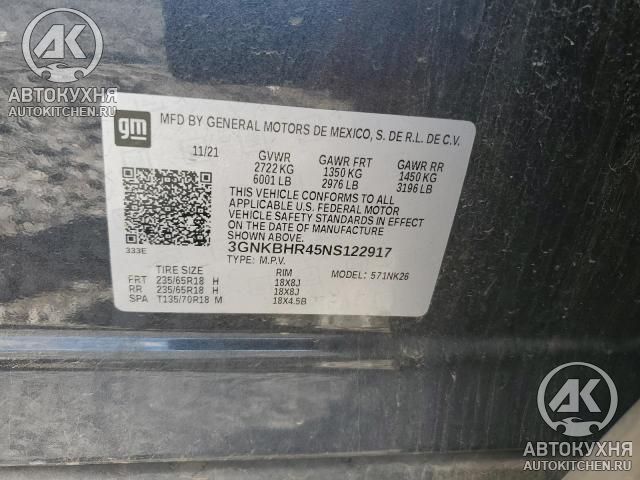 AK
АВТОКУХНЯ
AUTOKITCHEN.RU
gm
MFD BY GENERAL MOTORS DE MEXICO, S. DE R.L. DE C.V.
11/21 GVWR GAWR FRT GAWR RR
2722 KG 1350 KG 1450 KG
6001 LB 2976 LB 3196 LB
THIS VEHICLE CONFORMS TO ALL
APPLICABLE U.S. FEDERAL MOTOR
VEHICLE SAFETY STANDARDS IN EFFECT
ON THE DATE OF MANUFACTURE
SHOWN ABOVE.
333E 3GNKBHR45NS122917
TYPE: M.P.V. MODEL: 571NK26
TIRE SIZE RIM
FRT 235/65R18 H 18X8J
RR 235/65R18 H 18X8J
SPA T135/70R18 M 18X4.5B
AK
АВТОКУХНЯ
AUTOKITCHEN.RU